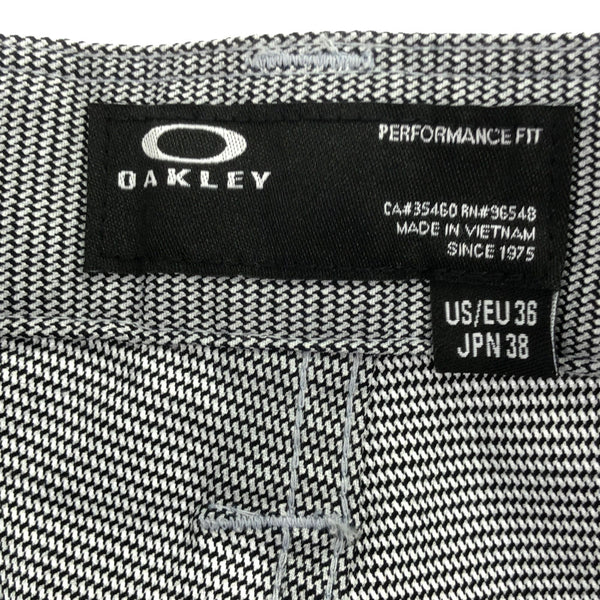 OAKLEY
PERFORMANCE FIT
CA#35460 RN#96548
MADE IN VIETNAM
SINCE 1975
US/EU 36
JPN 38